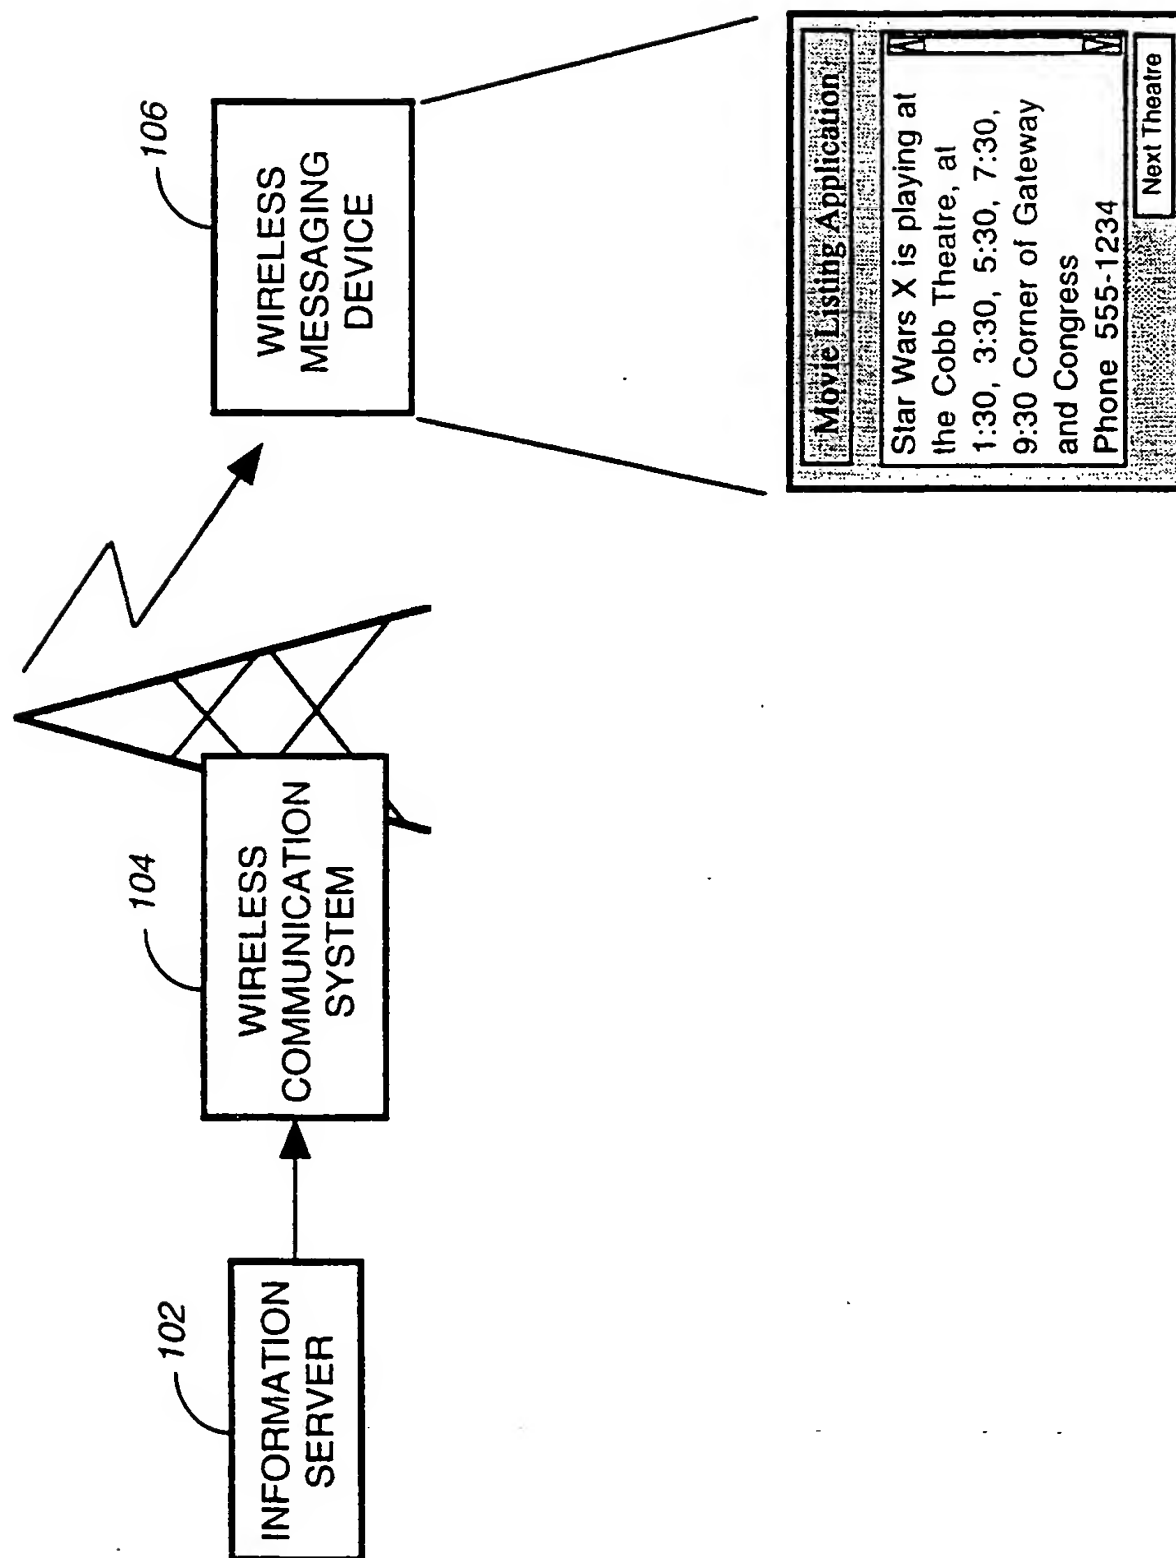 102
INFORMATION
SERVER
104
WIRELESS
COMMUNICATION
SYSTEM
106
WIRELESS
MESSAGING
DEVICE
Movie Listing Application
Star Wars X is playing at
the Cobb Theatre, at
1:30, 3:30, 5:30, 7:30,
9:30 Corner of Gateway
and Congress
Phone 555-1234
Next Theatre